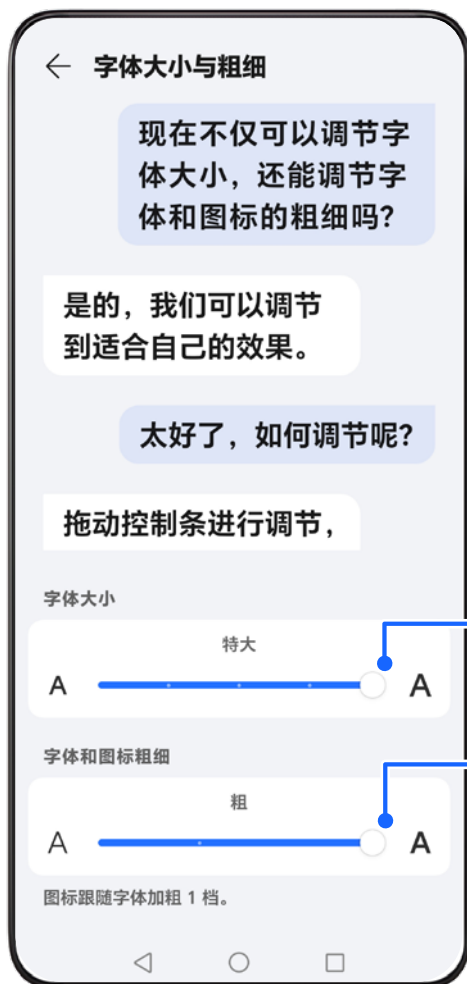 字体大小与粗细
现在不仅可以调节字
体大小，还能调节字
体和图标的粗细吗？
是的，我们可以调节
到适合自己的效果。
太好了，如何调节呢？
拖动控制条进行调节，
字体大小
特大
A A
字体和图标粗细
粗
A A
图标跟随字体加粗 1 档。